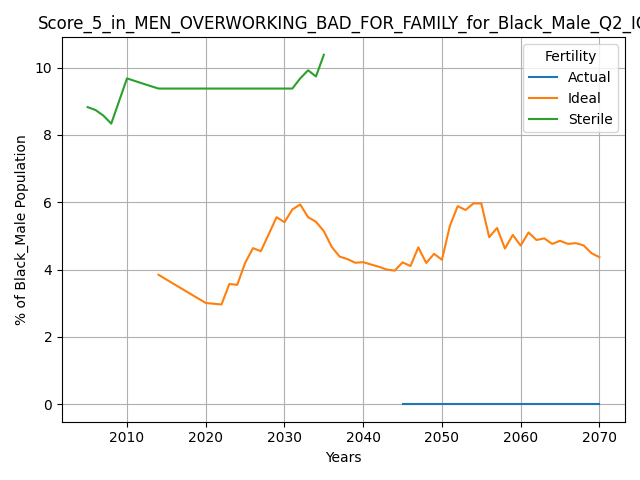 Score_5_in_MEN_OVERWORKING_BAD_FOR_FAMILY_for_Black_Male_Q2_IC
Fertility
Actual
Ideal
Sterile
% of Black_Male Population
10
8
6
4
2
0
2010 2020 2030 2040 2050 2060 2070
Years